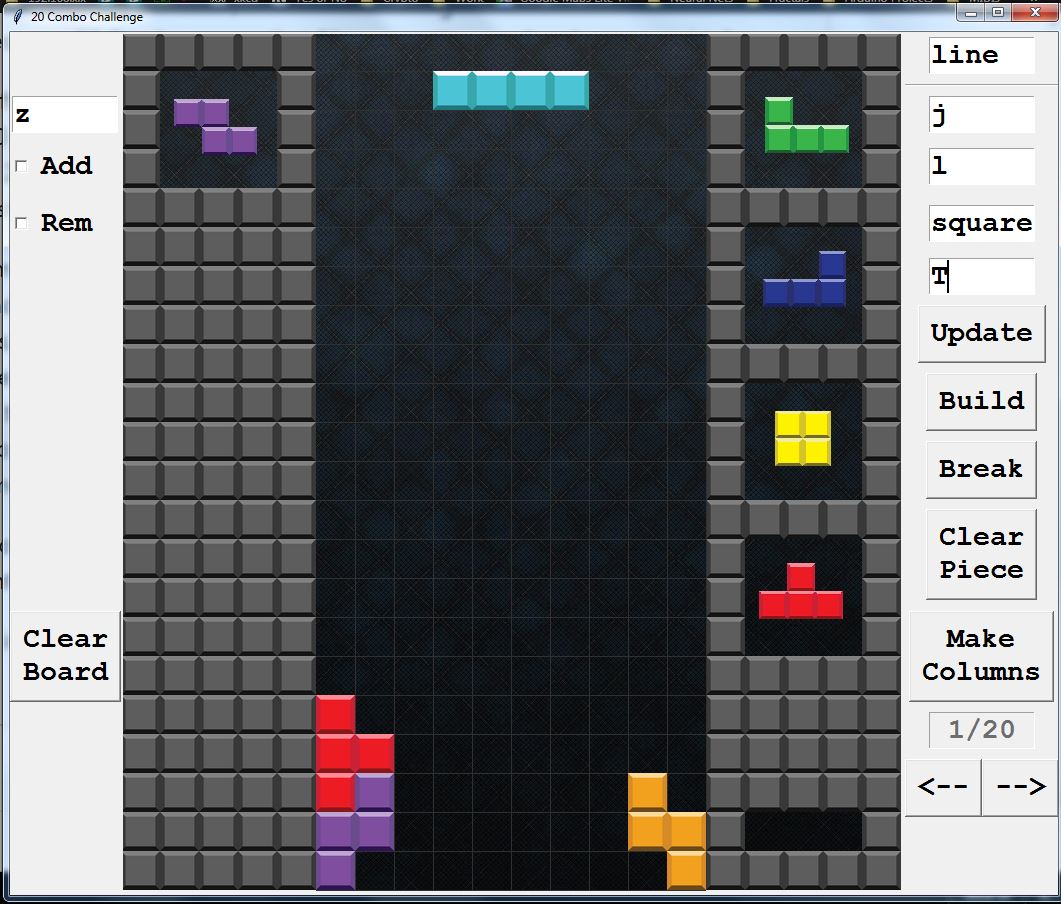 20 Combo Challenge
line
z
j
Add
l
Rem
square
T
Update
Build
Break
Clear
Piece
Clear
Board
Make
Columns
1/20
<--
-->